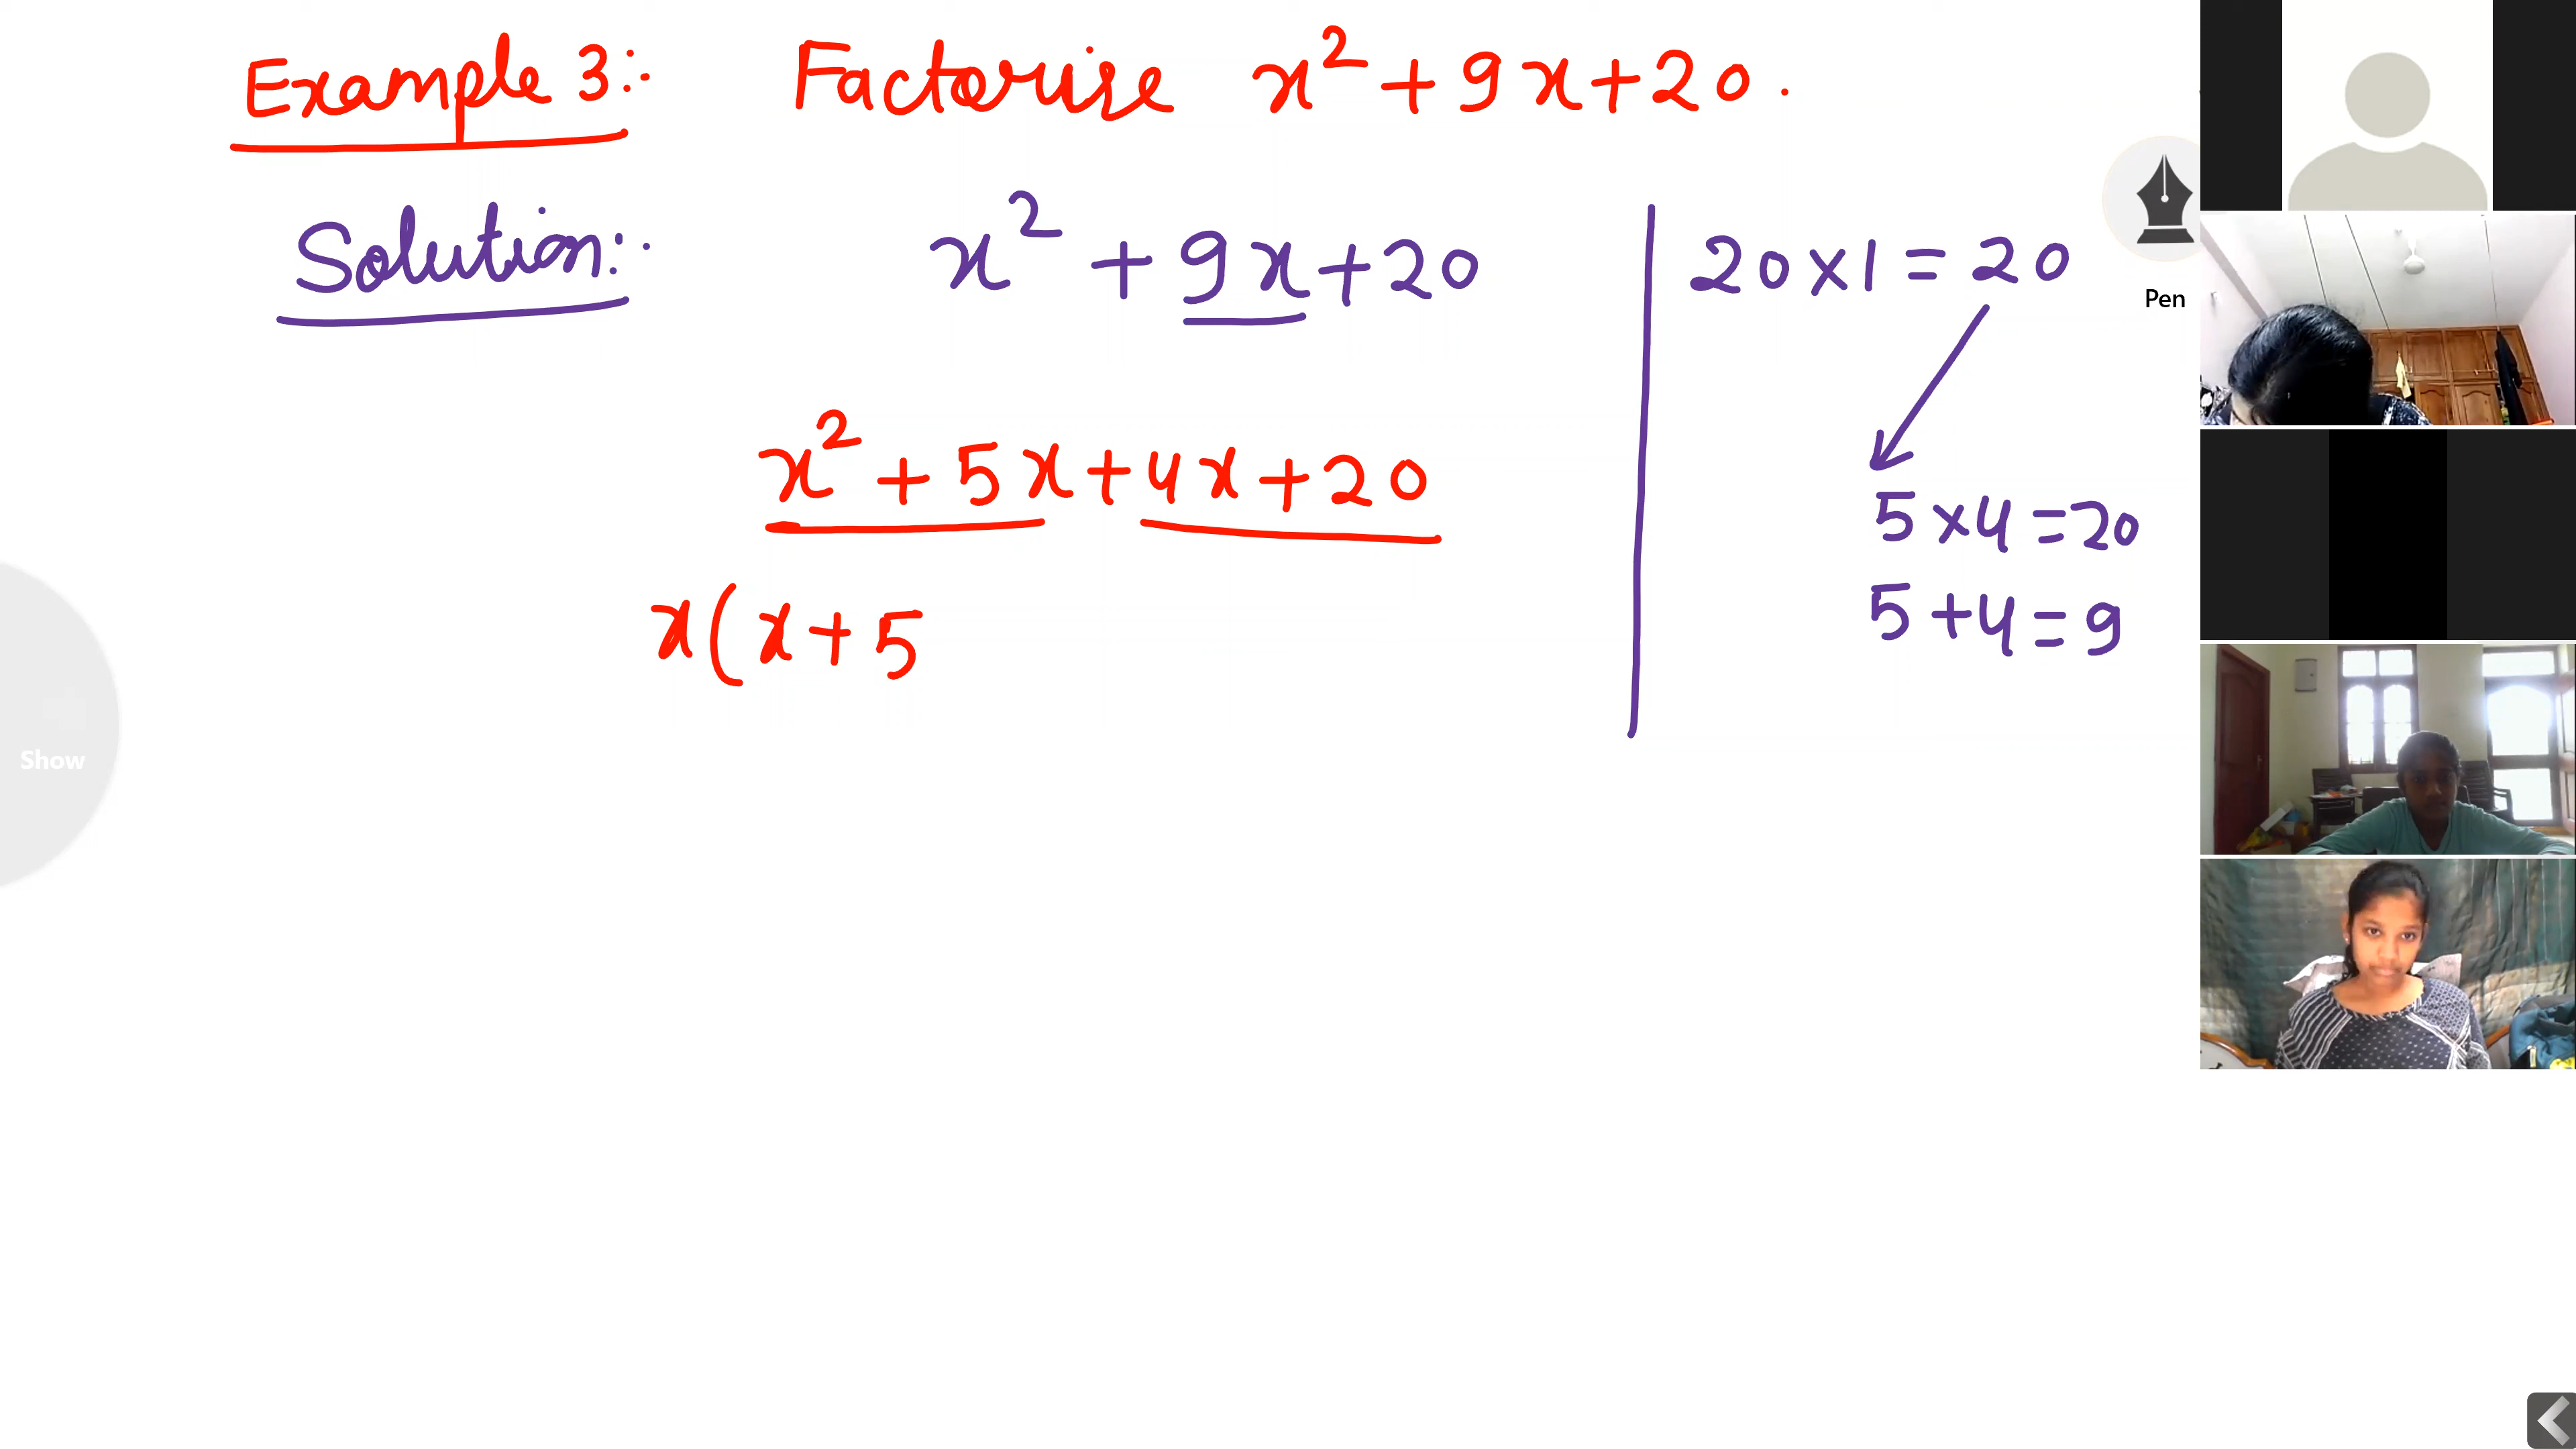 Example 3:- Factorise x² + 9x + 20.
Solution:- x² + 9x + 20
20 × 1 = 20
Pen
x² + 5x + 4x + 20
5 × 4 = 20
x(x + 5
5 + 4 = 9
Show